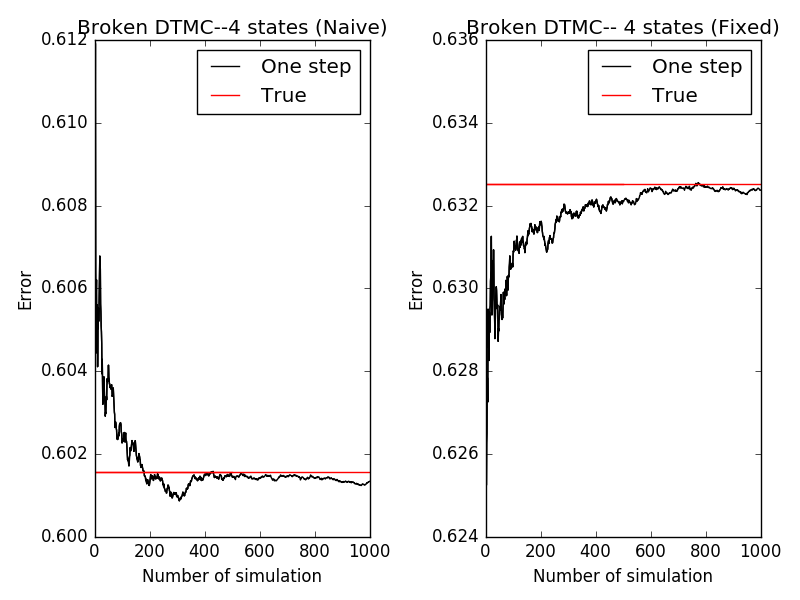 Broken DTMC--4 states (Naive)
0.612
0.610
0.608
0.606
0.604
0.602
0.600
Error
One step
True
0
200
400
600
800
1000
Number of simulation
Broken DTMC-- 4 states (Fixed)
0.636
0.634
0.632
0.630
0.628
0.626
0.624
Error
One step
True
0
200
400
600
800
1000
Number of simulation